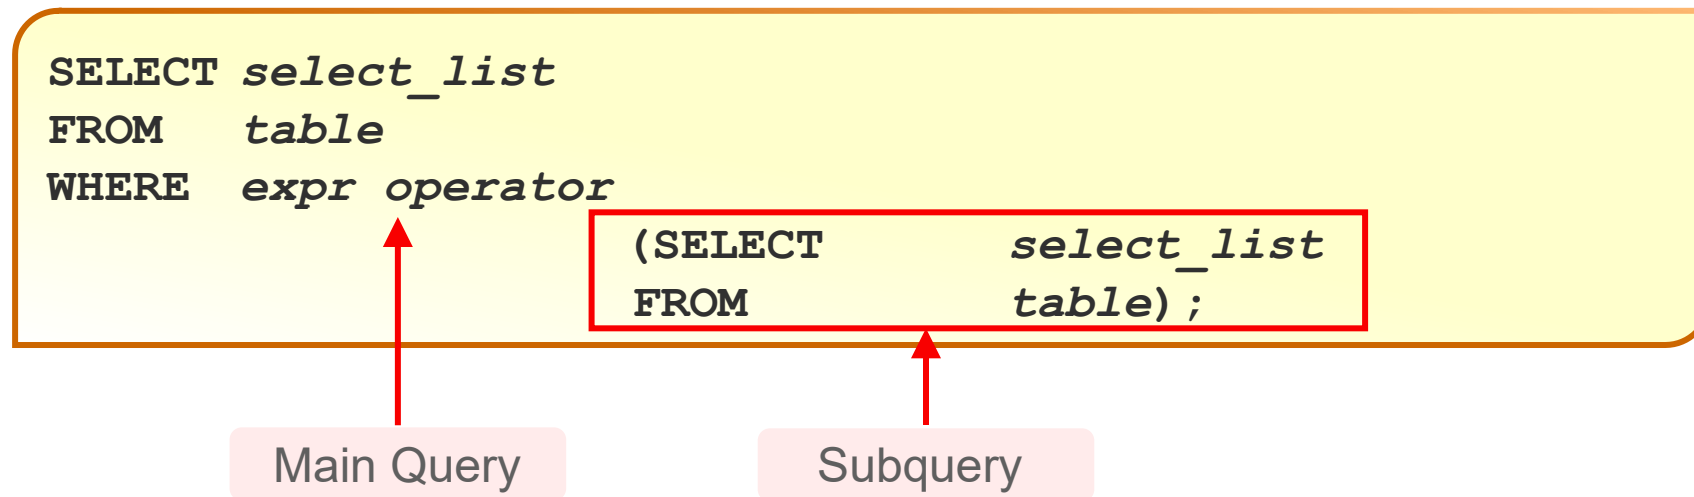 SELECT select_list
FROM table
WHERE expr operator
(SELECT select_list
FROM table);
Main Query
Subquery